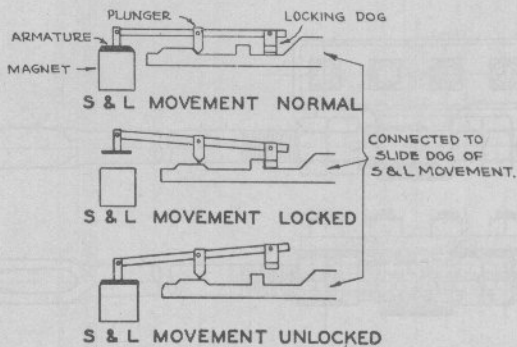 PLUNGER
LOCKING DOG
ARMATURE
MAGNET
S & L MOVEMENT NORMAL
CONNECTED TO
SLIDE DOG OF
S & L MOVEMENT.
S & L MOVEMENT LOCKED
S & L MOVEMENT UNLOCKED